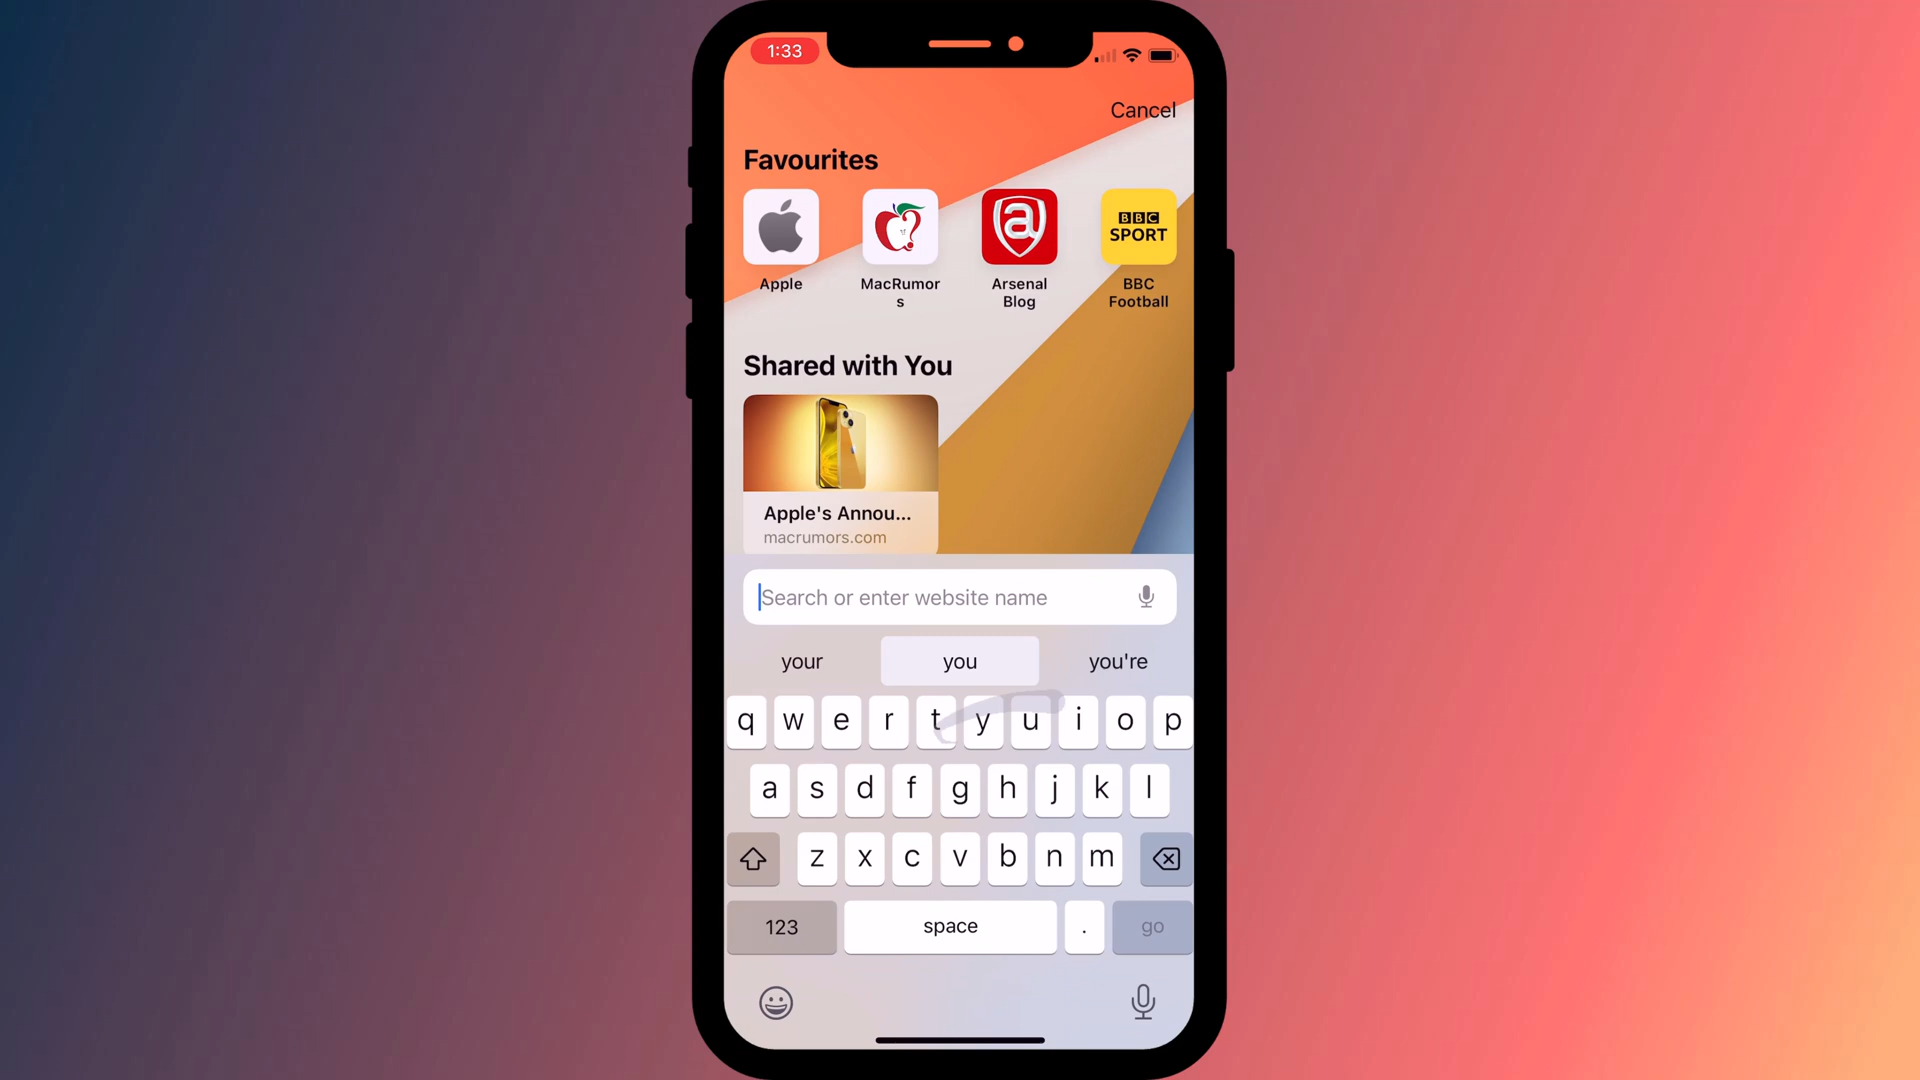 1:33
Cancel
Favourites
BBC
SPORT
Apple
MacRumor
s
Arsenal
Blog
BBC
Football
Shared with You
Apple's Annou...
macrumors.com
Search or enter website name
your you you're
q w e r t y u i o p
a s d f g h j k l
z x c v b n m
123 space . go